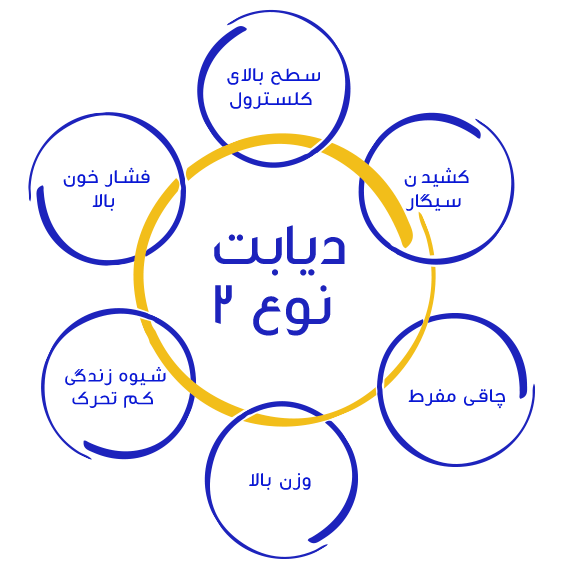 سطح بالای
کلسترول
کشیدن
سیگار
فشار خون
بالا
دیابت
نوع ۲
شیوه زندگی
کم تحرک
چاقی مفرط
وزن بالا